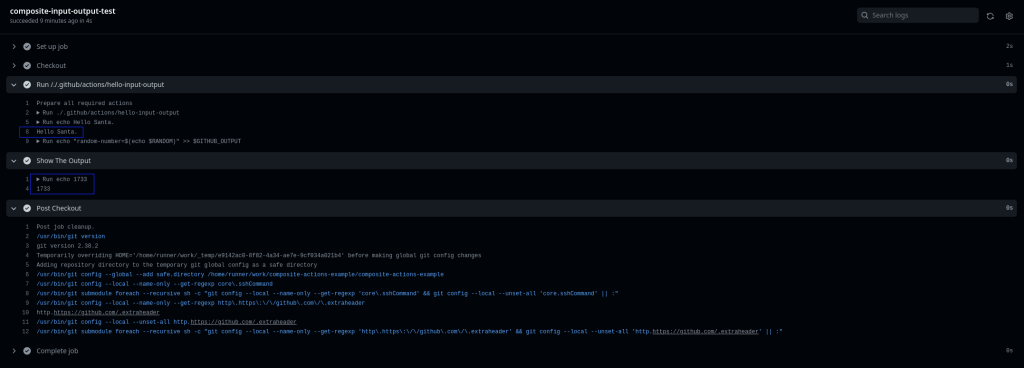 composite-input-output-test
succeeded 9 minutes ago in 4s
Search logs
Set up job 2s
Checkout 1s
Run /./.github/actions/hello-input-output 0s
1 Prepare all required actions
2 ▶ Run ./.github/actions/hello-input-output
5 ▶ Run echo Hello Santa.
8 Hello Santa.
9 ▶ Run echo "random-number=$(echo $RANDOM)" >> $GITHUB_OUTPUT
Show The Output 0s
1 ▶ Run echo 1733
4 1733
Post Checkout 0s
1 Post job cleanup.
2 /usr/bin/git version
3 git version 2.38.2
4 Temporarily overriding HOME='/home/runner/work/_temp/e9142ac0-8f82-4a34-ae7e-9cf034a021b4' before making global git config changes
5 Adding repository directory to the temporary git global config as a safe directory
6 /usr/bin/git config --global --add safe.directory /home/runner/work/composite-actions-example/composite-actions-example
7 /usr/bin/git config --local --name-only --get-regexp core\.sshCommand
8 /usr/bin/git submodule foreach --recursive sh -c "git config --local --name-only --get-regexp 'core\.sshCommand' && git config --local --unset-all 'core.sshCommand' || :"
9 /usr/bin/git config --local --name-only --get-regexp http\.https\:\/\/github\.com\/\.extraheader
10 http.https://github.com/.extraheader
11 /usr/bin/git config --local --unset-all http.https://github.com/.extraheader
12 /usr/bin/git submodule foreach --recursive sh -c "git config --local --name-only --get-regexp 'http\.https\:\/\/github\.com\/\.extraheader' && git config --local --unset-all 'http.https://github.com/.extraheader' || :"
Complete job 0s